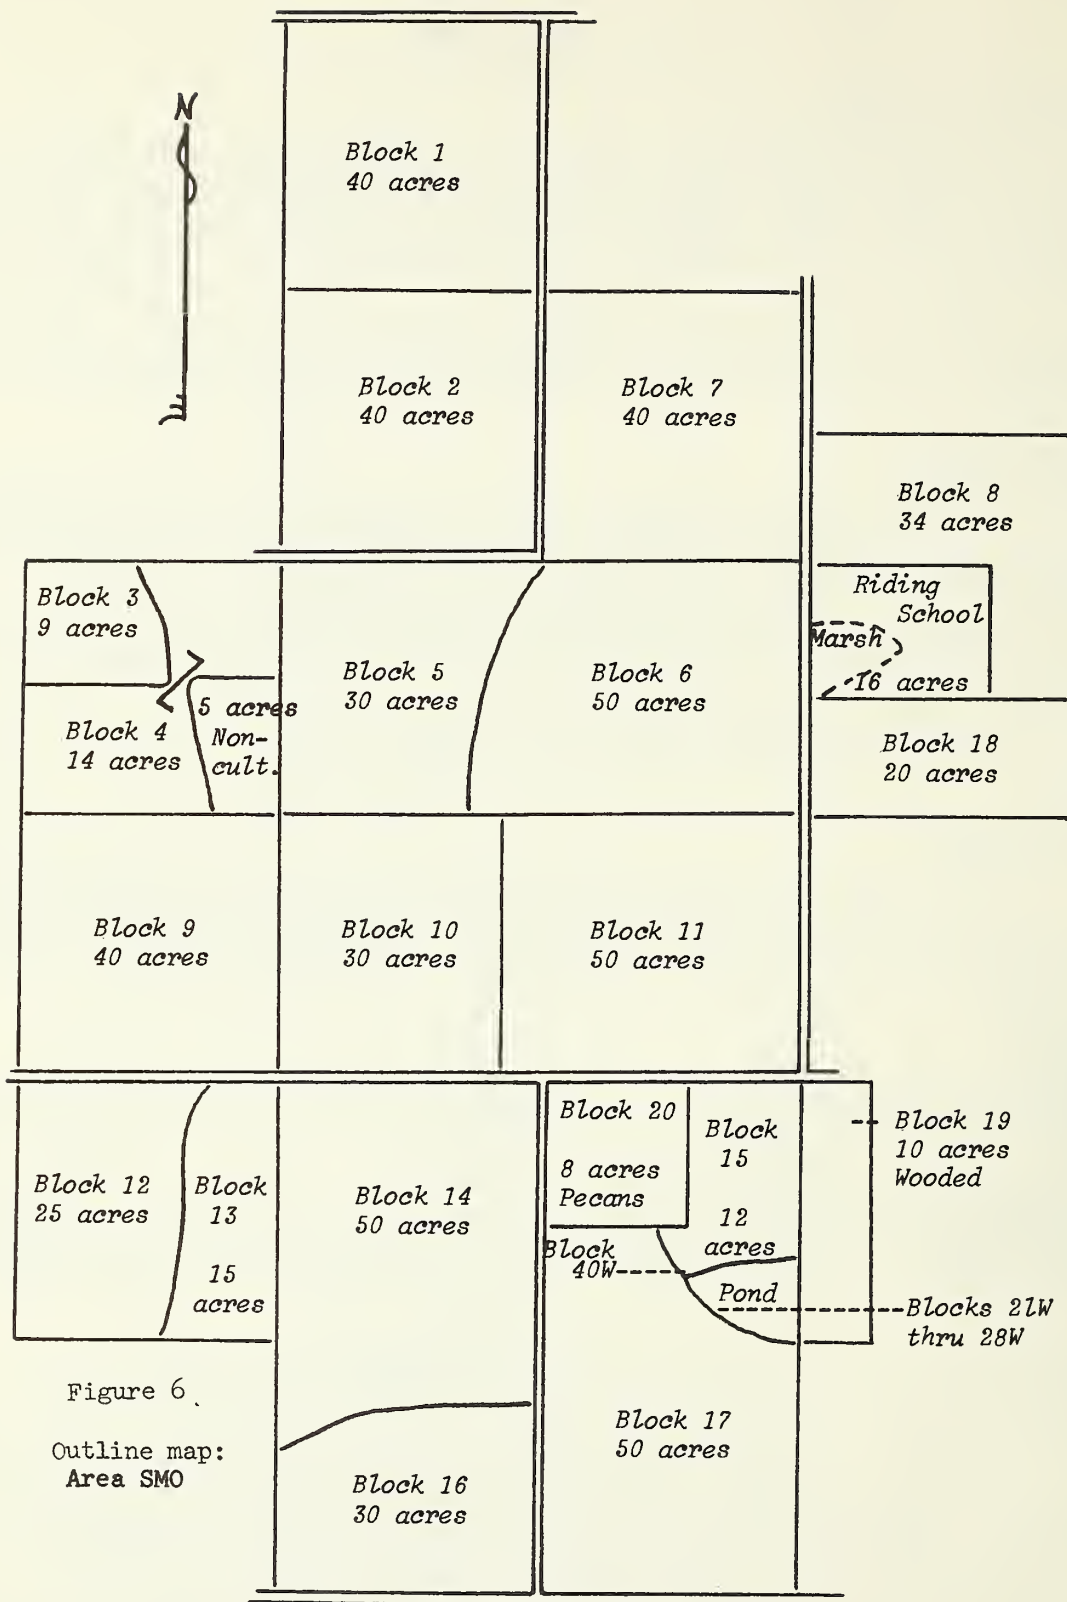 N
Block 1
40 acres
Block 2
40 acres
Block 7
40 acres
Block 8
34 acres
Block 3
9 acres
Block 4
14 acres
5 acres
Non-
cult.
Block 5
30 acres
Block 6
50 acres
Riding
School
Marsh
16 acres
Block 18
20 acres
Block 9
40 acres
Block 10
30 acres
Block 11
50 acres
Block 12
25 acres
Block
13
15
acres
Block 14
50 acres
Block 20
8 acres
Pecans
Block
15
12
acres
Block 19
10 acres
Wooded
Block
40W
Pond
Blocks 21W
thru 28W
Block 16
30 acres
Block 17
50 acres
Figure 6
Outline map:
Area SMO